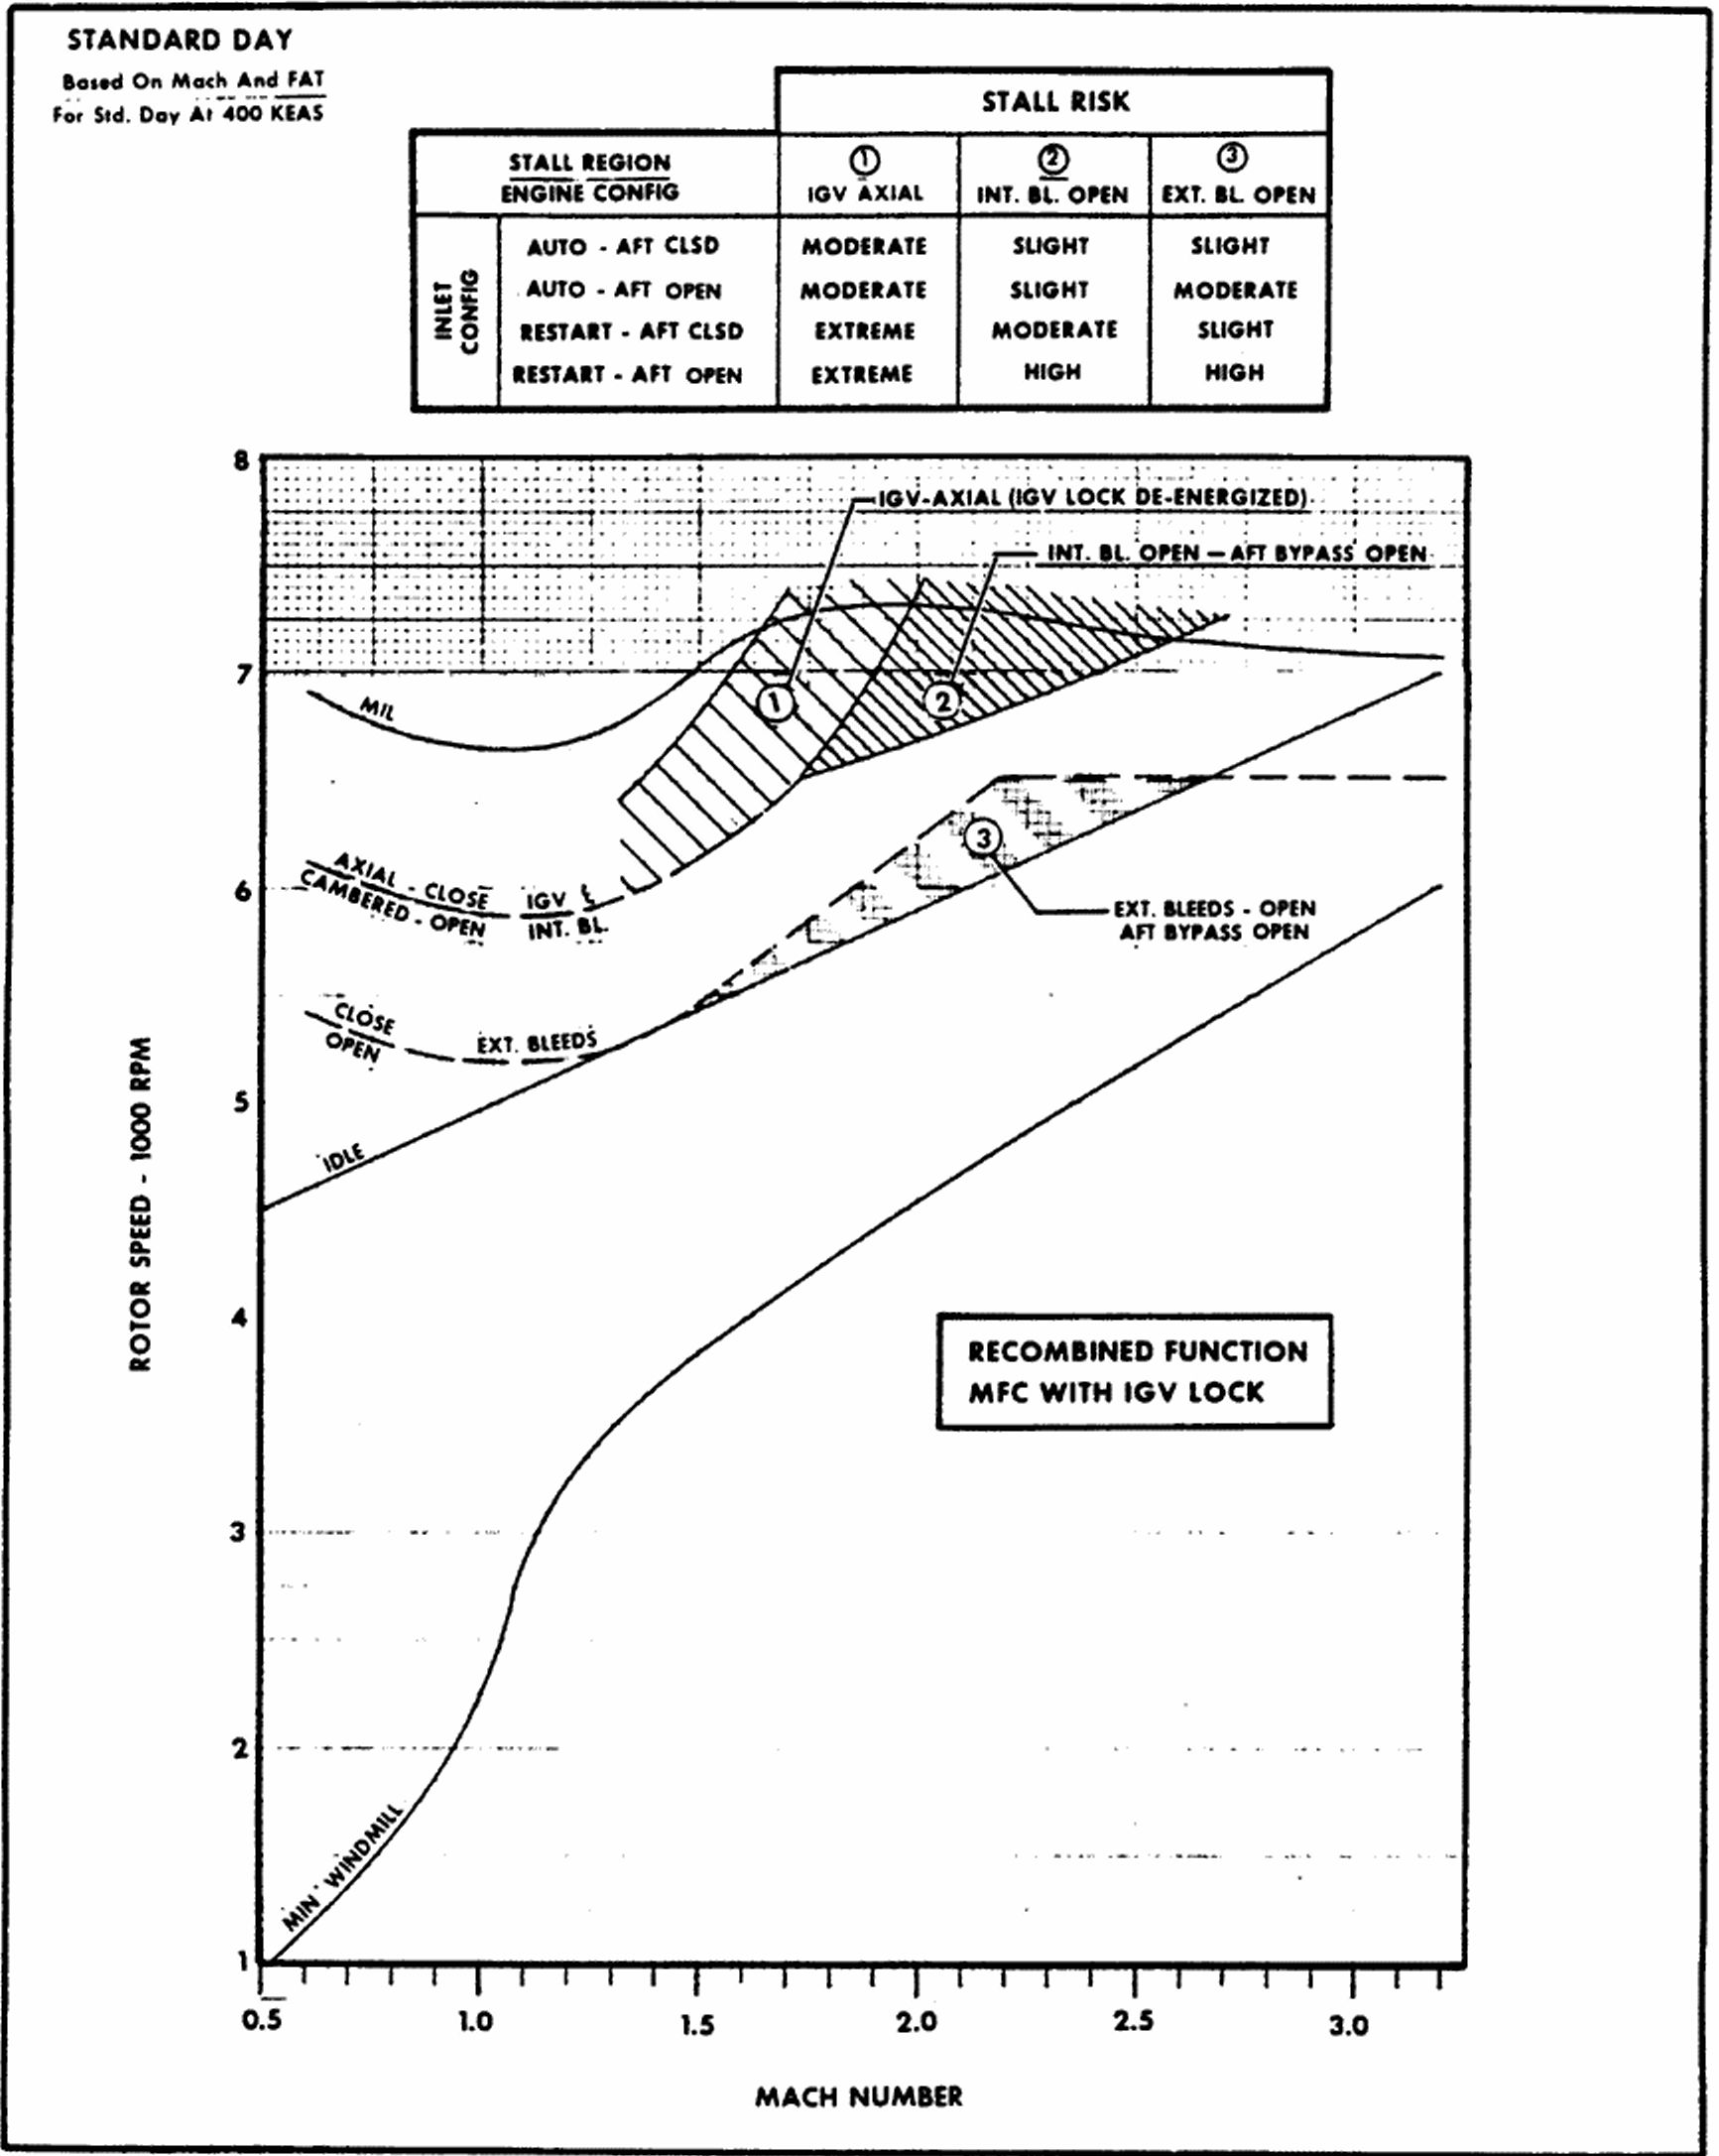 STANDARD DAY
Based On Mach And FAT
For Std. Day At 400 KEAS
STALL RISK
STALL REGION
ENGINE CONFIG
①
IGV AXIAL
②
INT. BL. OPEN
③
EXT. BL. OPEN
INLET
CONFIG
AUTO - AFT CLSD MODERATE SLIGHT SLIGHT
AUTO - AFT OPEN MODERATE SLIGHT MODERATE
RESTART - AFT CLSD EXTREME MODERATE SLIGHT
RESTART - AFT OPEN EXTREME HIGH HIGH
8
IGV-AXIAL (IGV LOCK DE-ENERGIZED)
INT. BL. OPEN — AFT BYPASS OPEN
7
MIL
1
2
AXIAL - CLOSE
CAMBERED - OPEN
IGV &
INT. BL.
6
3
EXT. BLEEDS - OPEN
AFT BYPASS OPEN
CLOSE
OPEN
EXT. BLEEDS
5
IDLE
ROTOR SPEED - 1000 RPM
4
RECOMBINED FUNCTION
MFC WITH IGV LOCK
3
2
MIN WINDMILL
1
0.5 1.0 1.5 2.0 2.5 3.0
MACH NUMBER